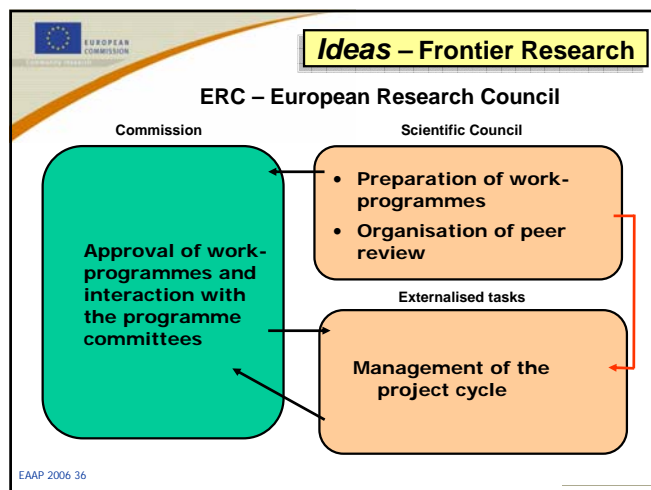 EUROPEAN
COMMISSION
Community research
Ideas – Frontier Research
ERC – European Research Council
Commission
Scientific Council
• Preparation of work-
programmes
• Organisation of peer
review
Approval of work-
programmes and
interaction with
the programme
committees
Externalised tasks
Management of the
project cycle
EAAP 2006 36